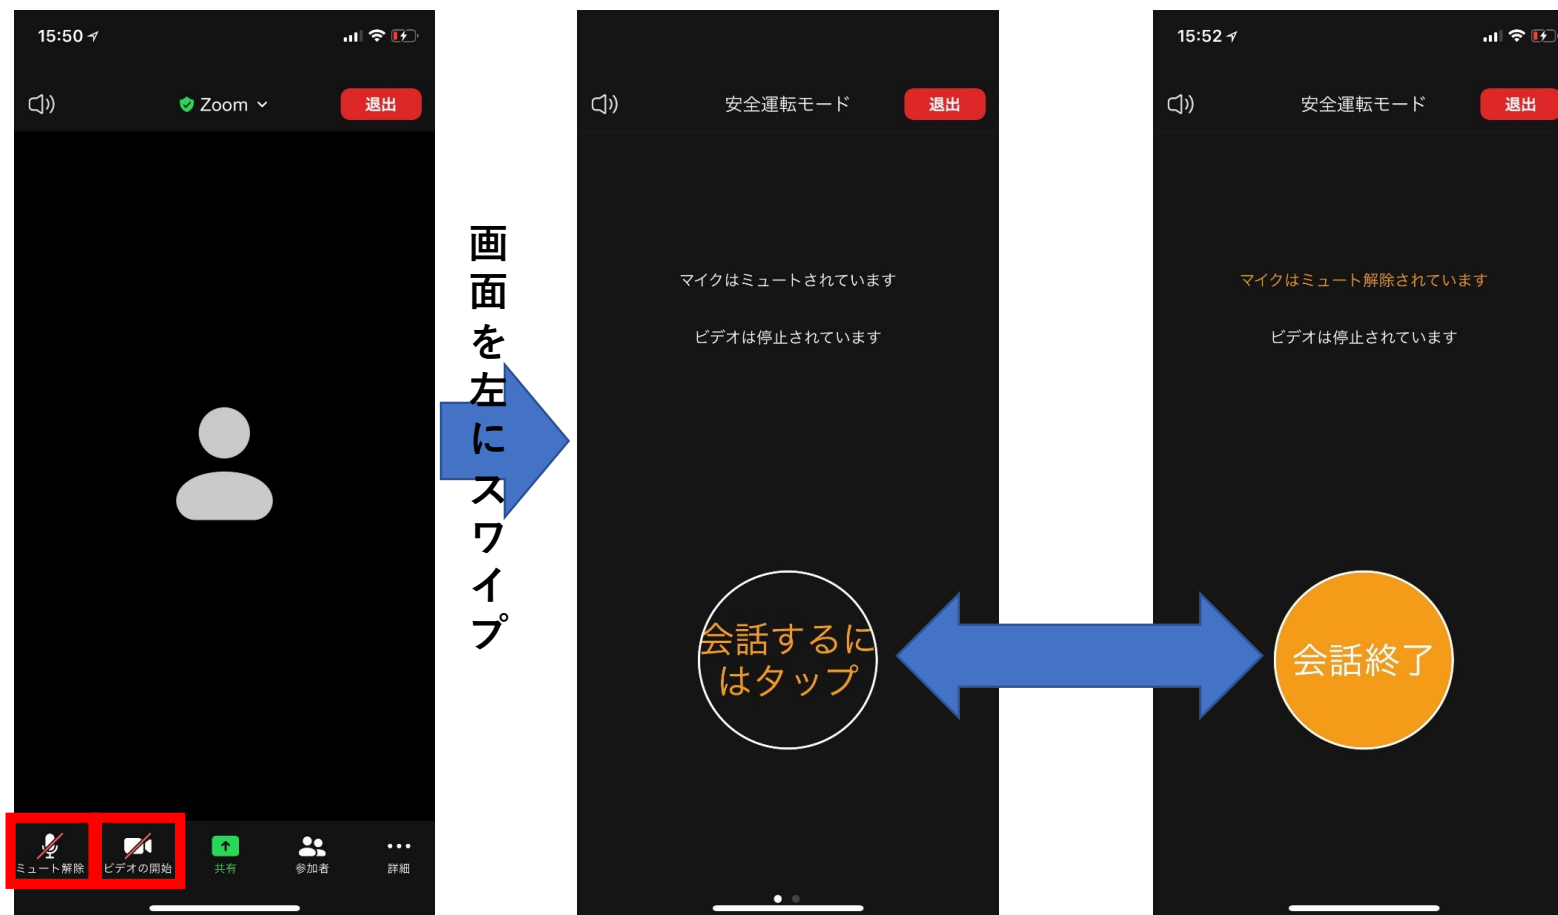 15:50
Zoom
退出
ミュート解除
ビデオの開始
共有
参加者
詳細
画面を左にスワイプ
安全運転モード
退出
マイクはミュートされています
ビデオは停止されています
会話するに
はタップ
15:52
安全運転モード
退出
マイクはミュート解除されています
ビデオは停止されています
会話終了